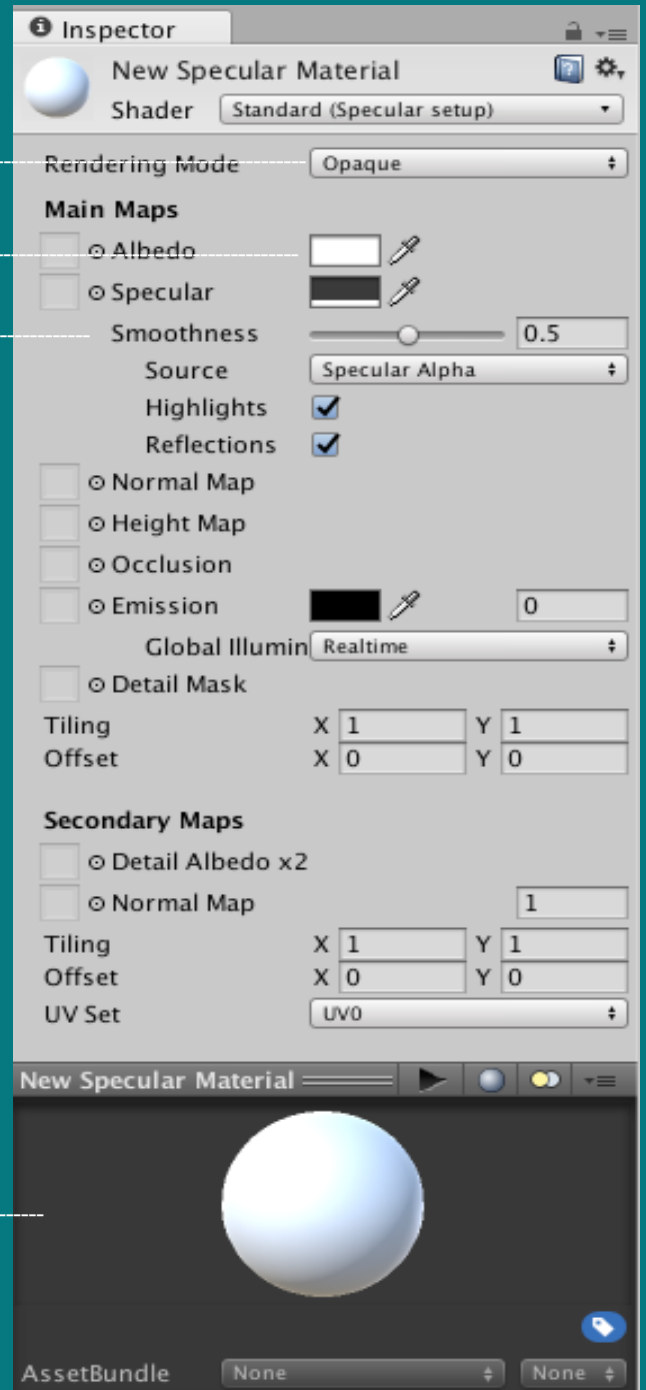 Inspector
New Specular Material
Shader Standard (Specular setup)
Rendering Mode Opaque
Main Maps
Albedo
Specular
Smoothness 0.5
Source Specular Alpha
Highlights
Reflections
Normal Map
Height Map
Occlusion
Emission 0
Global Illumin Realtime
Detail Mask
Tiling X 1 Y 1
Offset X 0 Y 0
Secondary Maps
Detail Albedo x2
Normal Map 1
Tiling X 1 Y 1
Offset X 0 Y 0
UV Set UV0
New Specular Material
AssetBundle None None